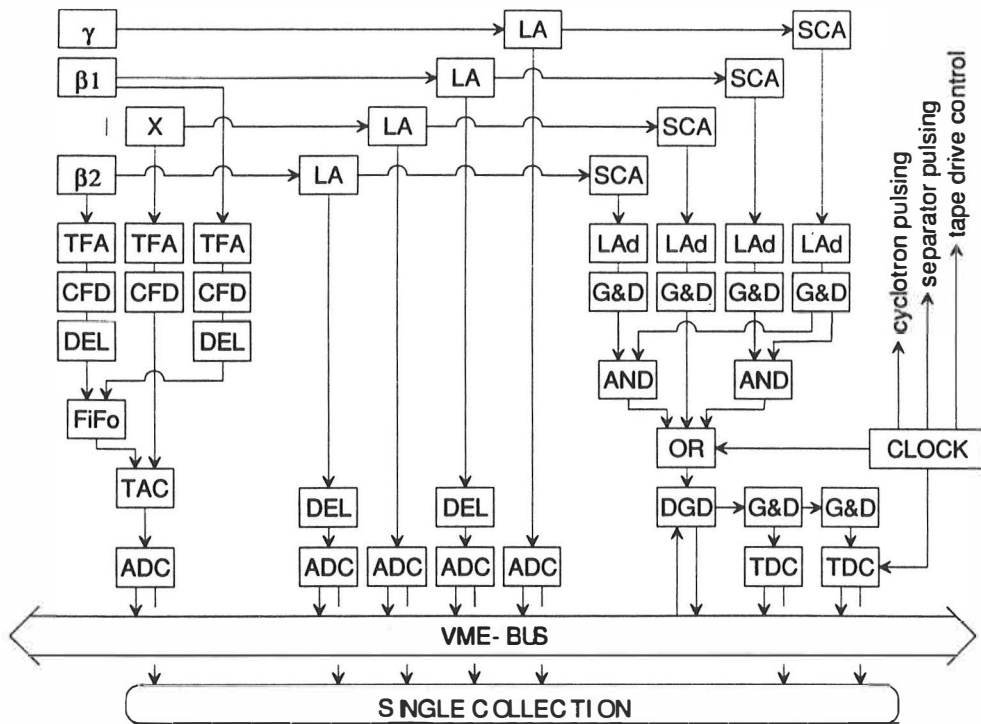 γ LA SCA
β1 LA SCA
X LA SCA
β2 LA SCA
cyclotron pulsing
separator pulsing
tape drive control
TFA TFA TFA LAd LAd LAd LAd
CFD CFD CFD G&D G&D G&D G&D
DEL DEL
AND AND
FiFo
OR CLOCK
TAC
DEL DEL DGD G&D G&D
ADC ADC ADC ADC ADC TDC TDC
VME-BUS
SINGLE COLLECTION